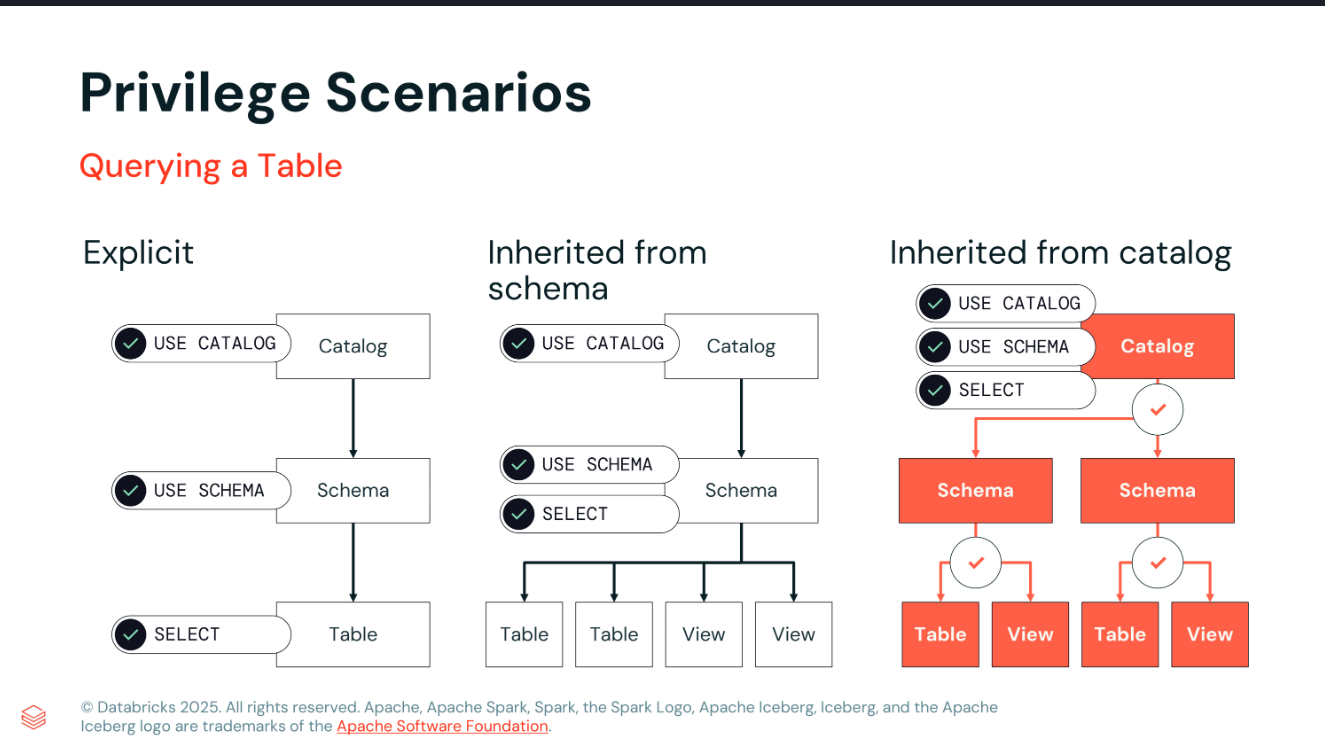 Privilege Scenarios
Querying a Table
Explicit
USE CATALOG
Catalog
USE SCHEMA
Schema
SELECT
Table
Inherited from
schema
USE CATALOG
Catalog
USE SCHEMA
SELECT
Schema
Table
Table
View
View
Inherited from catalog
USE CATALOG
USE SCHEMA
SELECT
Catalog
Schema
Schema
Table
View
Table
View
© Databricks 2025. All rights reserved. Apache, Apache Spark, Spark, the Spark Logo, Apache Iceberg, Iceberg, and the Apache
Iceberg logo are trademarks of the Apache Software Foundation.